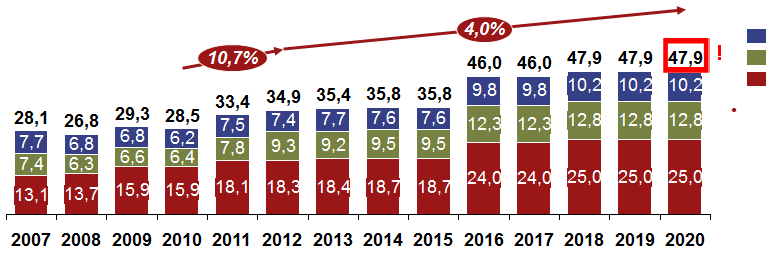 4,0%
10,7%
28,1 26,8 29,3 28,5 33,4 34,9 35,4 35,8 35,8 46,0 46,0 47,9 47,9 47,9 !
7,7 6,8 6,8 6,2 7,5 7,4 7,7 7,6 7,6 9,8 9,8 10,2 10,2 10,2
7,4 6,3 6,6 6,4 7,8 9,3 9,2 9,5 9,5 12,3 12,3 12,8 12,8 12,8
13,1 13,7 15,9 15,9 18,1 18,3 18,4 18,7 18,7 24,0 24,0 25,0 25,0 25,0
2007 2008 2009 2010 2011 2012 2013 2014 2015 2016 2017 2018 2019 2020